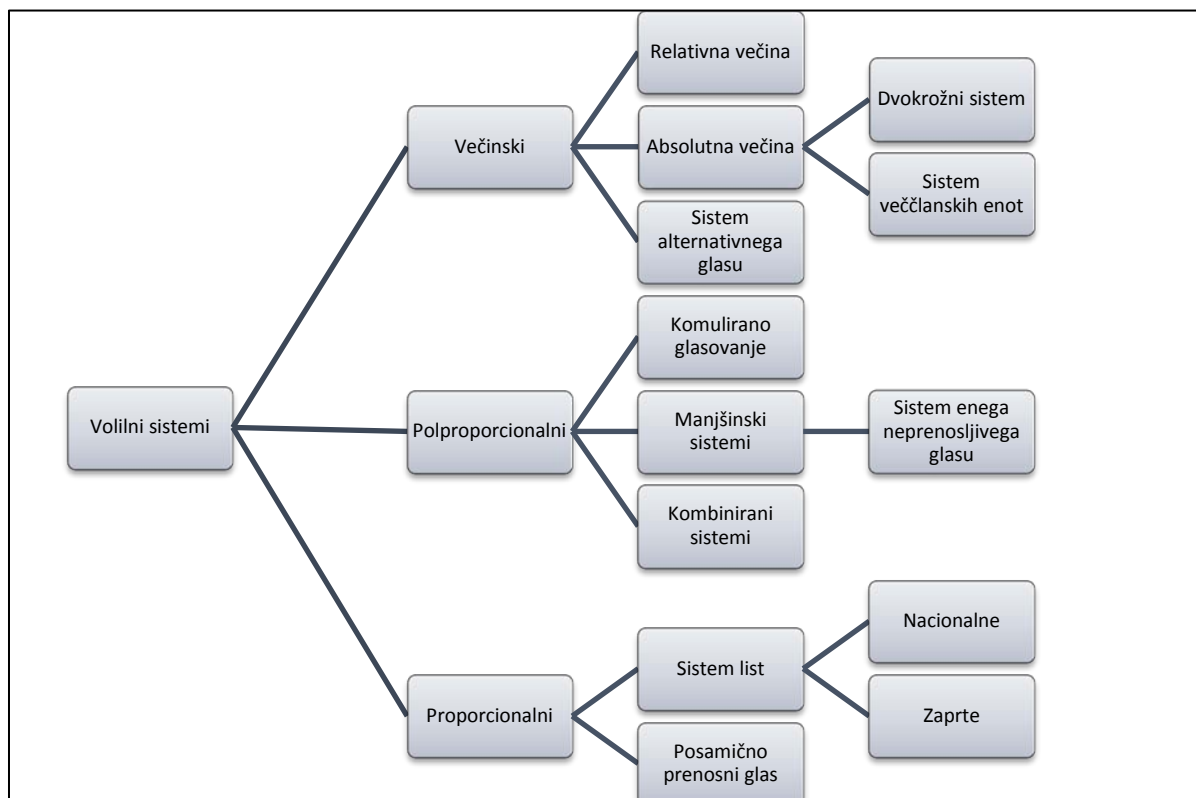 Volilni sistemi
Večinski
Relativna večina
Absolutna večina
Dvokrožni sistem
Sistem
veččlanskih enot
Sistem
alternativnega
glasu
Polproporcionalni
Komulirano
glasovanje
Manjšinski
sistemi
Sistem enega
neprenosljivega
glasu
Kombinirani
sistemi
Proporcionalni
Sistem list
Nacionalne
Zaprte
Posamično
prenosni glas